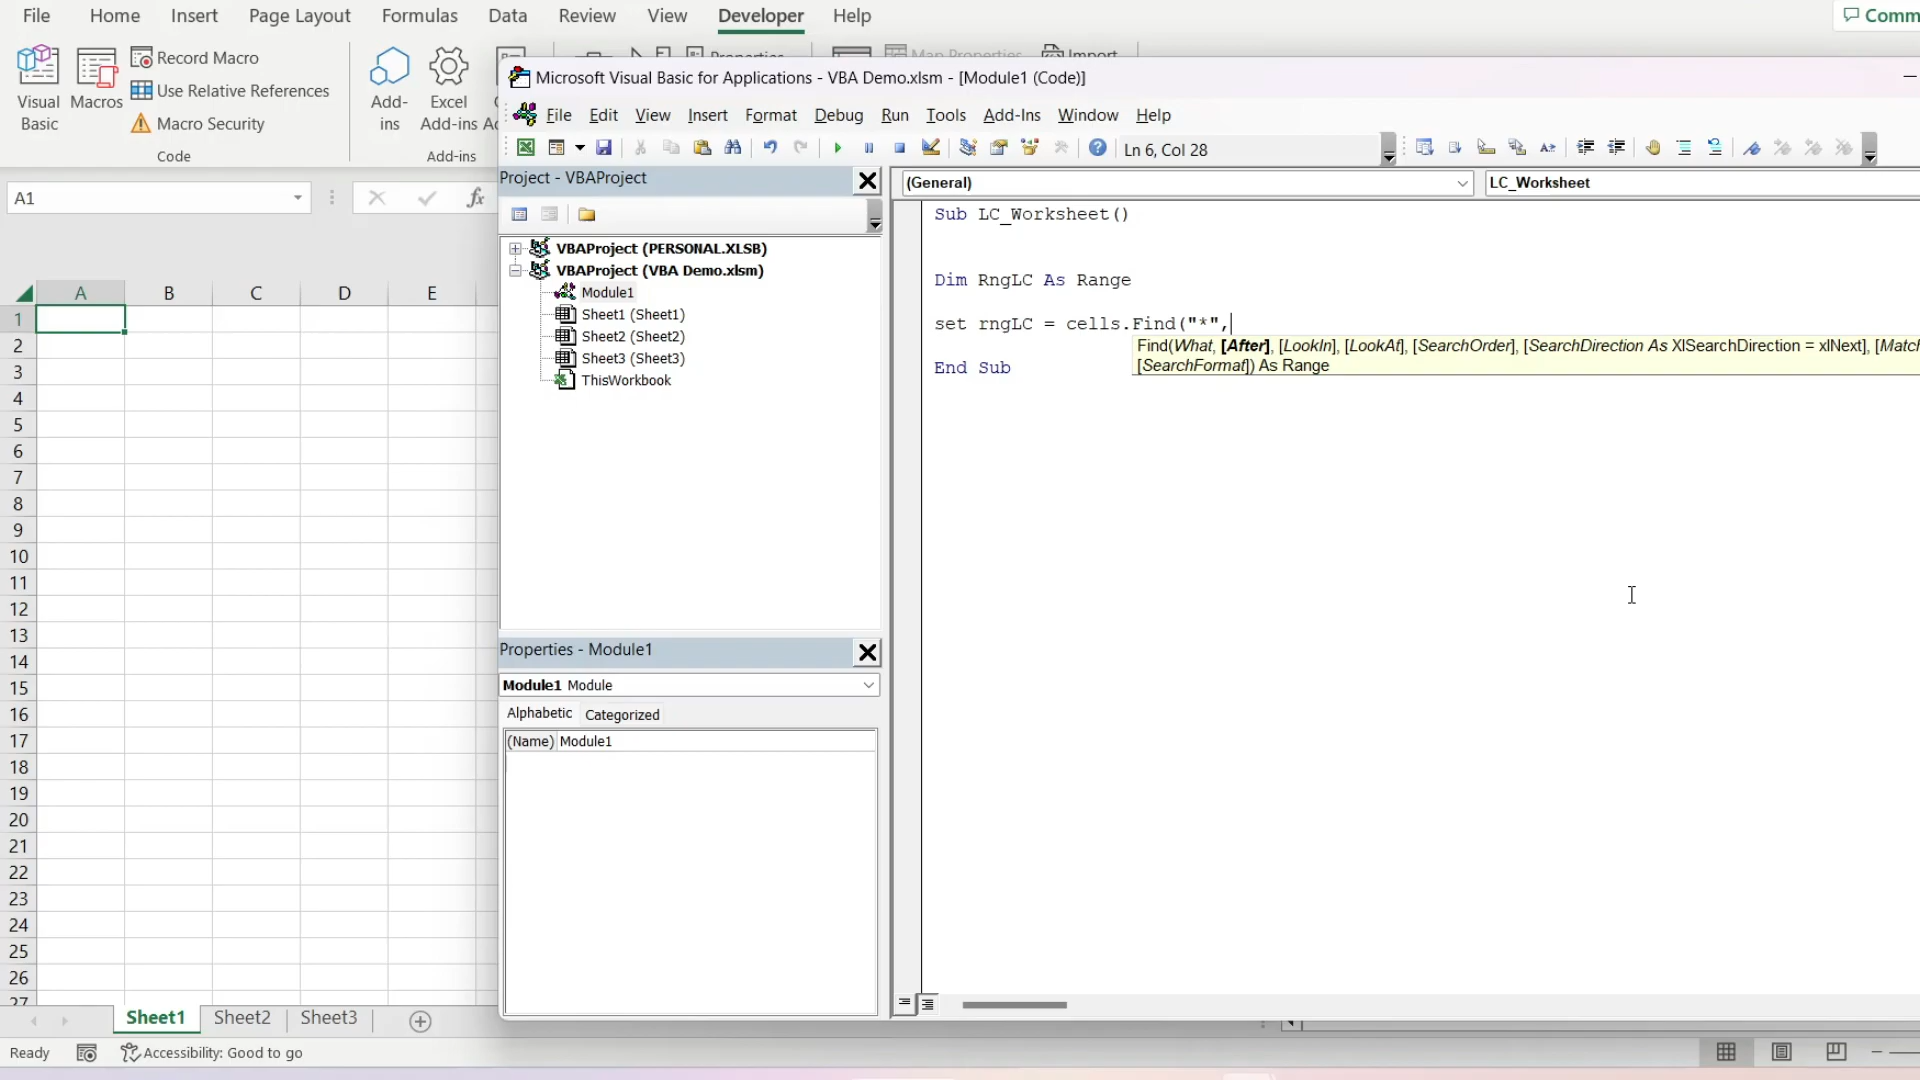 File Home Insert Page Layout Formulas Data Review View Developer Help Comm
Visual Basic
Macros
Record Macro
Use Relative References
Macro Security
Code
Add-ins
Excel Add-ins
Add-ins
Properties
Map Properties
Import
Microsoft Visual Basic for Applications - VBA Demo.xlsm - [Module1 (Code)]
File Edit View Insert Format Debug Run Tools Add-Ins Window Help
Ln 6, Col 28
A1
fx
Project - VBAProject
VBAProject (PERSONAL.XLSB)
VBAProject (VBA Demo.xlsm)
Module1
Sheet1 (Sheet1)
Sheet2 (Sheet2)
Sheet3 (Sheet3)
ThisWorkbook
(General)
LC_Worksheet
Sub LC_Worksheet()
Dim RngLC As Range
set rngLC = cells.Find("*",
Find(What, [After], [LookIn], [LookAt], [SearchOrder], [SearchDirection As XlSearchDirection = xlNext], [Match
[SearchFormat]) As Range
End Sub
Properties - Module1
Module1 Module
Alphabetic Categorized
(Name) Module1
A B C D E
1
2
3
4
5
6
7
8
9
10
11
12
13
14
15
16
17
18
19
20
21
22
23
24
25
26
27
Sheet1 Sheet2 Sheet3
Ready
Accessibility: Good to go